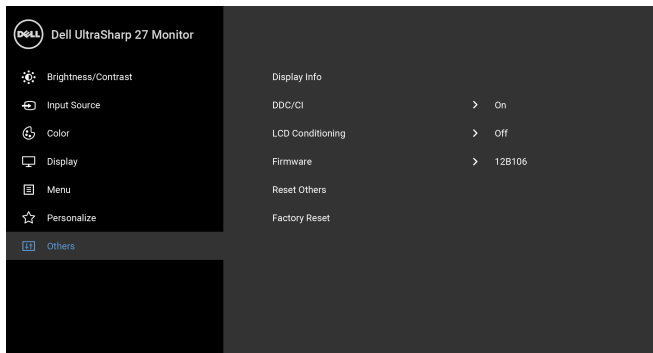 DELL
Dell UltraSharp 27 Monitor
Brightness/Contrast
Input Source
Color
Display
Menu
Personalize
Others
Display Info
DDC/CI On
LCD Conditioning Off
Firmware 12B106
Reset Others
Factory Reset